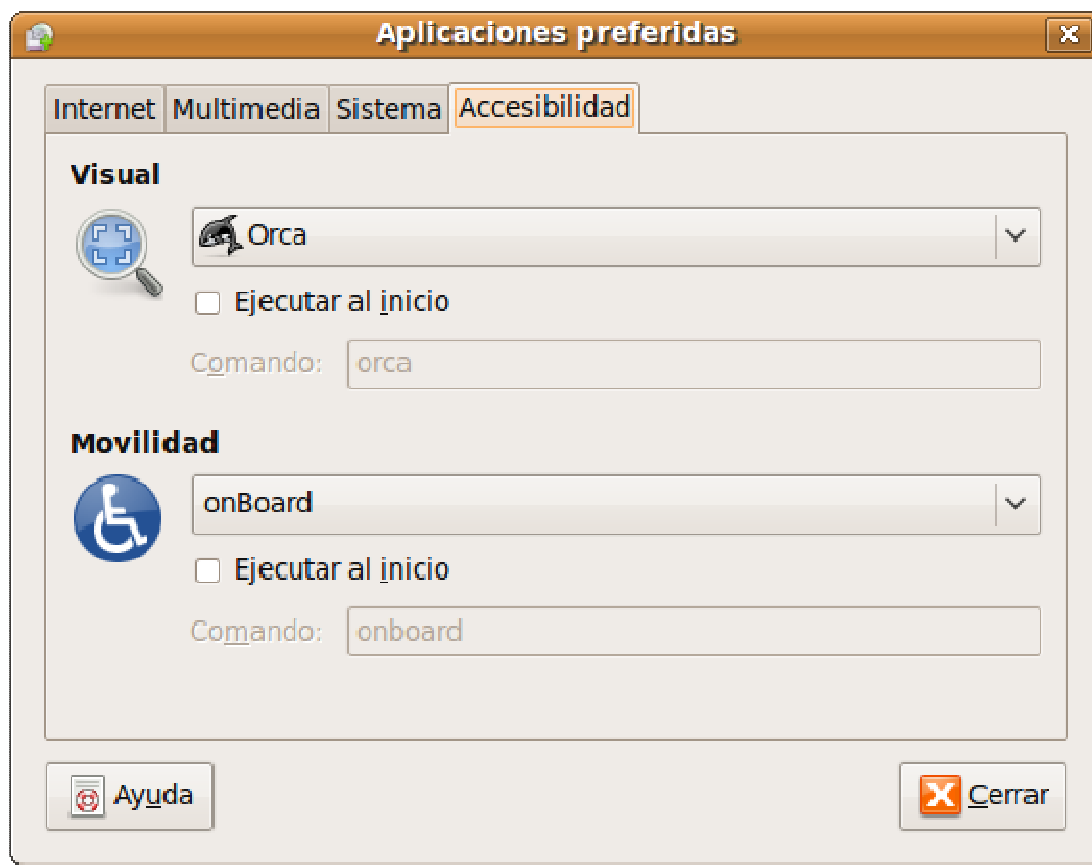 Aplicaciones preferidas
Internet Multimedia Sistema Accesibilidad
Visual
Orca
Ejecutar al inicio
Comando: orca
Movilidad
onBoard
Ejecutar al inicio
Comando: onboard
Ayuda Cerrar